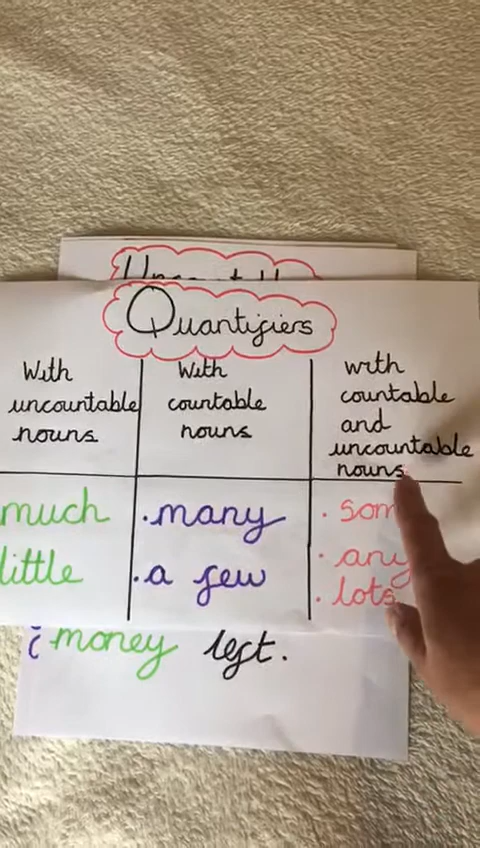 Quantifiers
With
uncountable
nouns
With
countable
nouns
with
countable
and
uncountable
nouns
much
little
. many
. a few
. som
. any
. lots
money left.